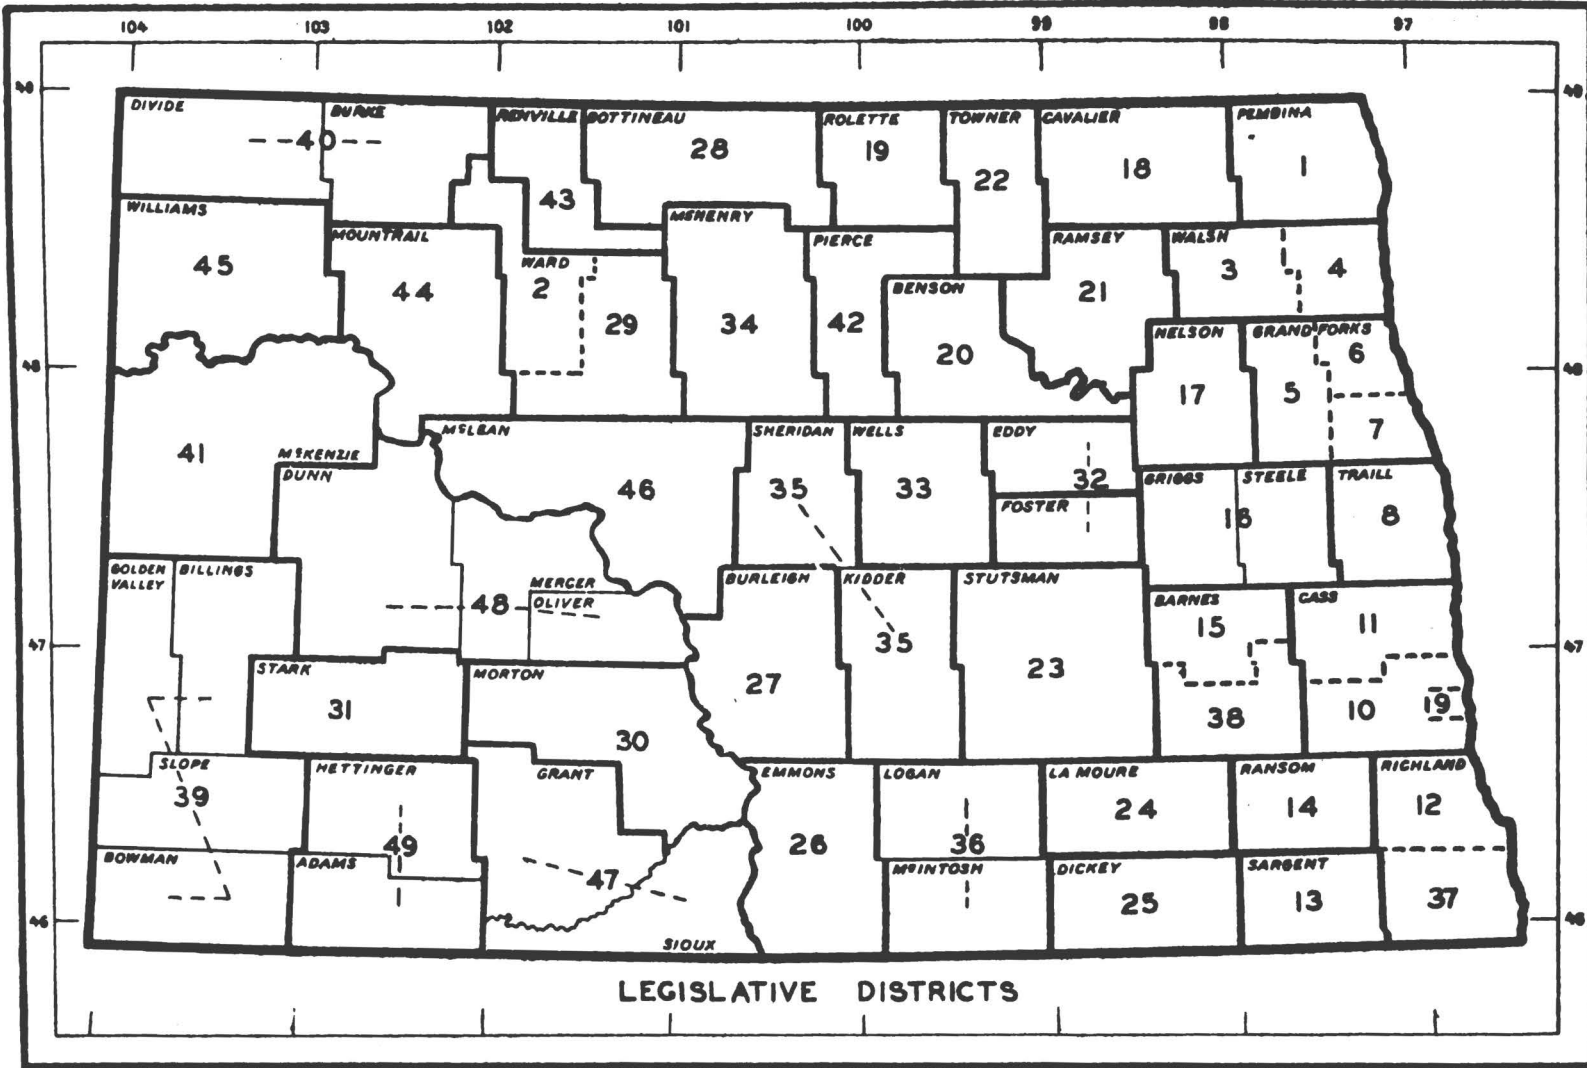 104 103 102 101 100 99 98 97
49 49
DIVIDE BURKE RENVILLE BOTTINEAU ROLETTE TOWNER CAVALIER PEMBINA
40 28 19 22 18 1
43
WILLIAMS MOUNTRAIL WARD McHENRY PIERCE BENSON RAMSEY WALSH
45 44 2 29 34 42 20 21 3 4
48 48
NELSON GRAND FORKS
17 5 6
7
41
McKENZIE
DUNN
McLEAN SHERIDAN WELLS EDDY
46 35 33 32
FOSTER
GRIGGS STEELE TRAILL
16 8
GOLDEN
VALLEY
BILLINGS
MERCER
48 OLIVER
BURLEIGH KIDDER STUTSMAN BARNES CASS
15 11
47 47
35 23
27
38 10 19
STARK MORTON
31 30
SLOPE HETTINGER GRANT
39 49
EMMONS LOGAN LA MOURE RANSOM RICHLAND
26 36 24 14 12
BOWMAN ADAMS
47
SIOUX
McINTOSH DICKEY SARGENT
25 13 37
46 46
LEGISLATIVE DISTRICTS